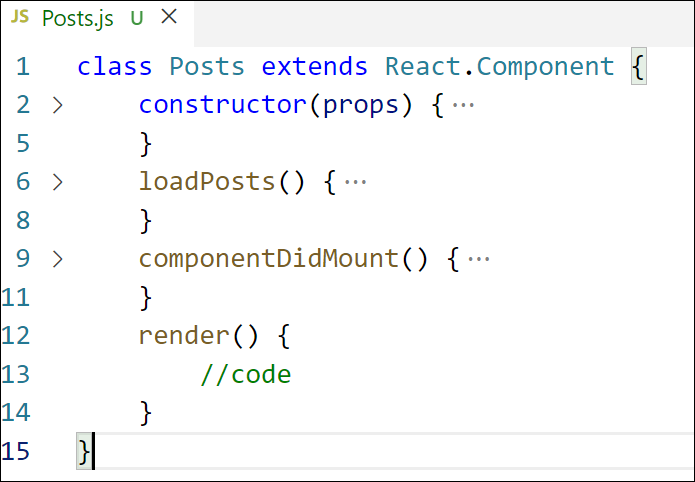 JS Posts.js U ×
1 class Posts extends React.Component {
2 > constructor(props) {···
5 }
6 > loadPosts() {···
8 }
9 > componentDidMount() {···
11 }
12 render() {
13 //code
14 }
15 }